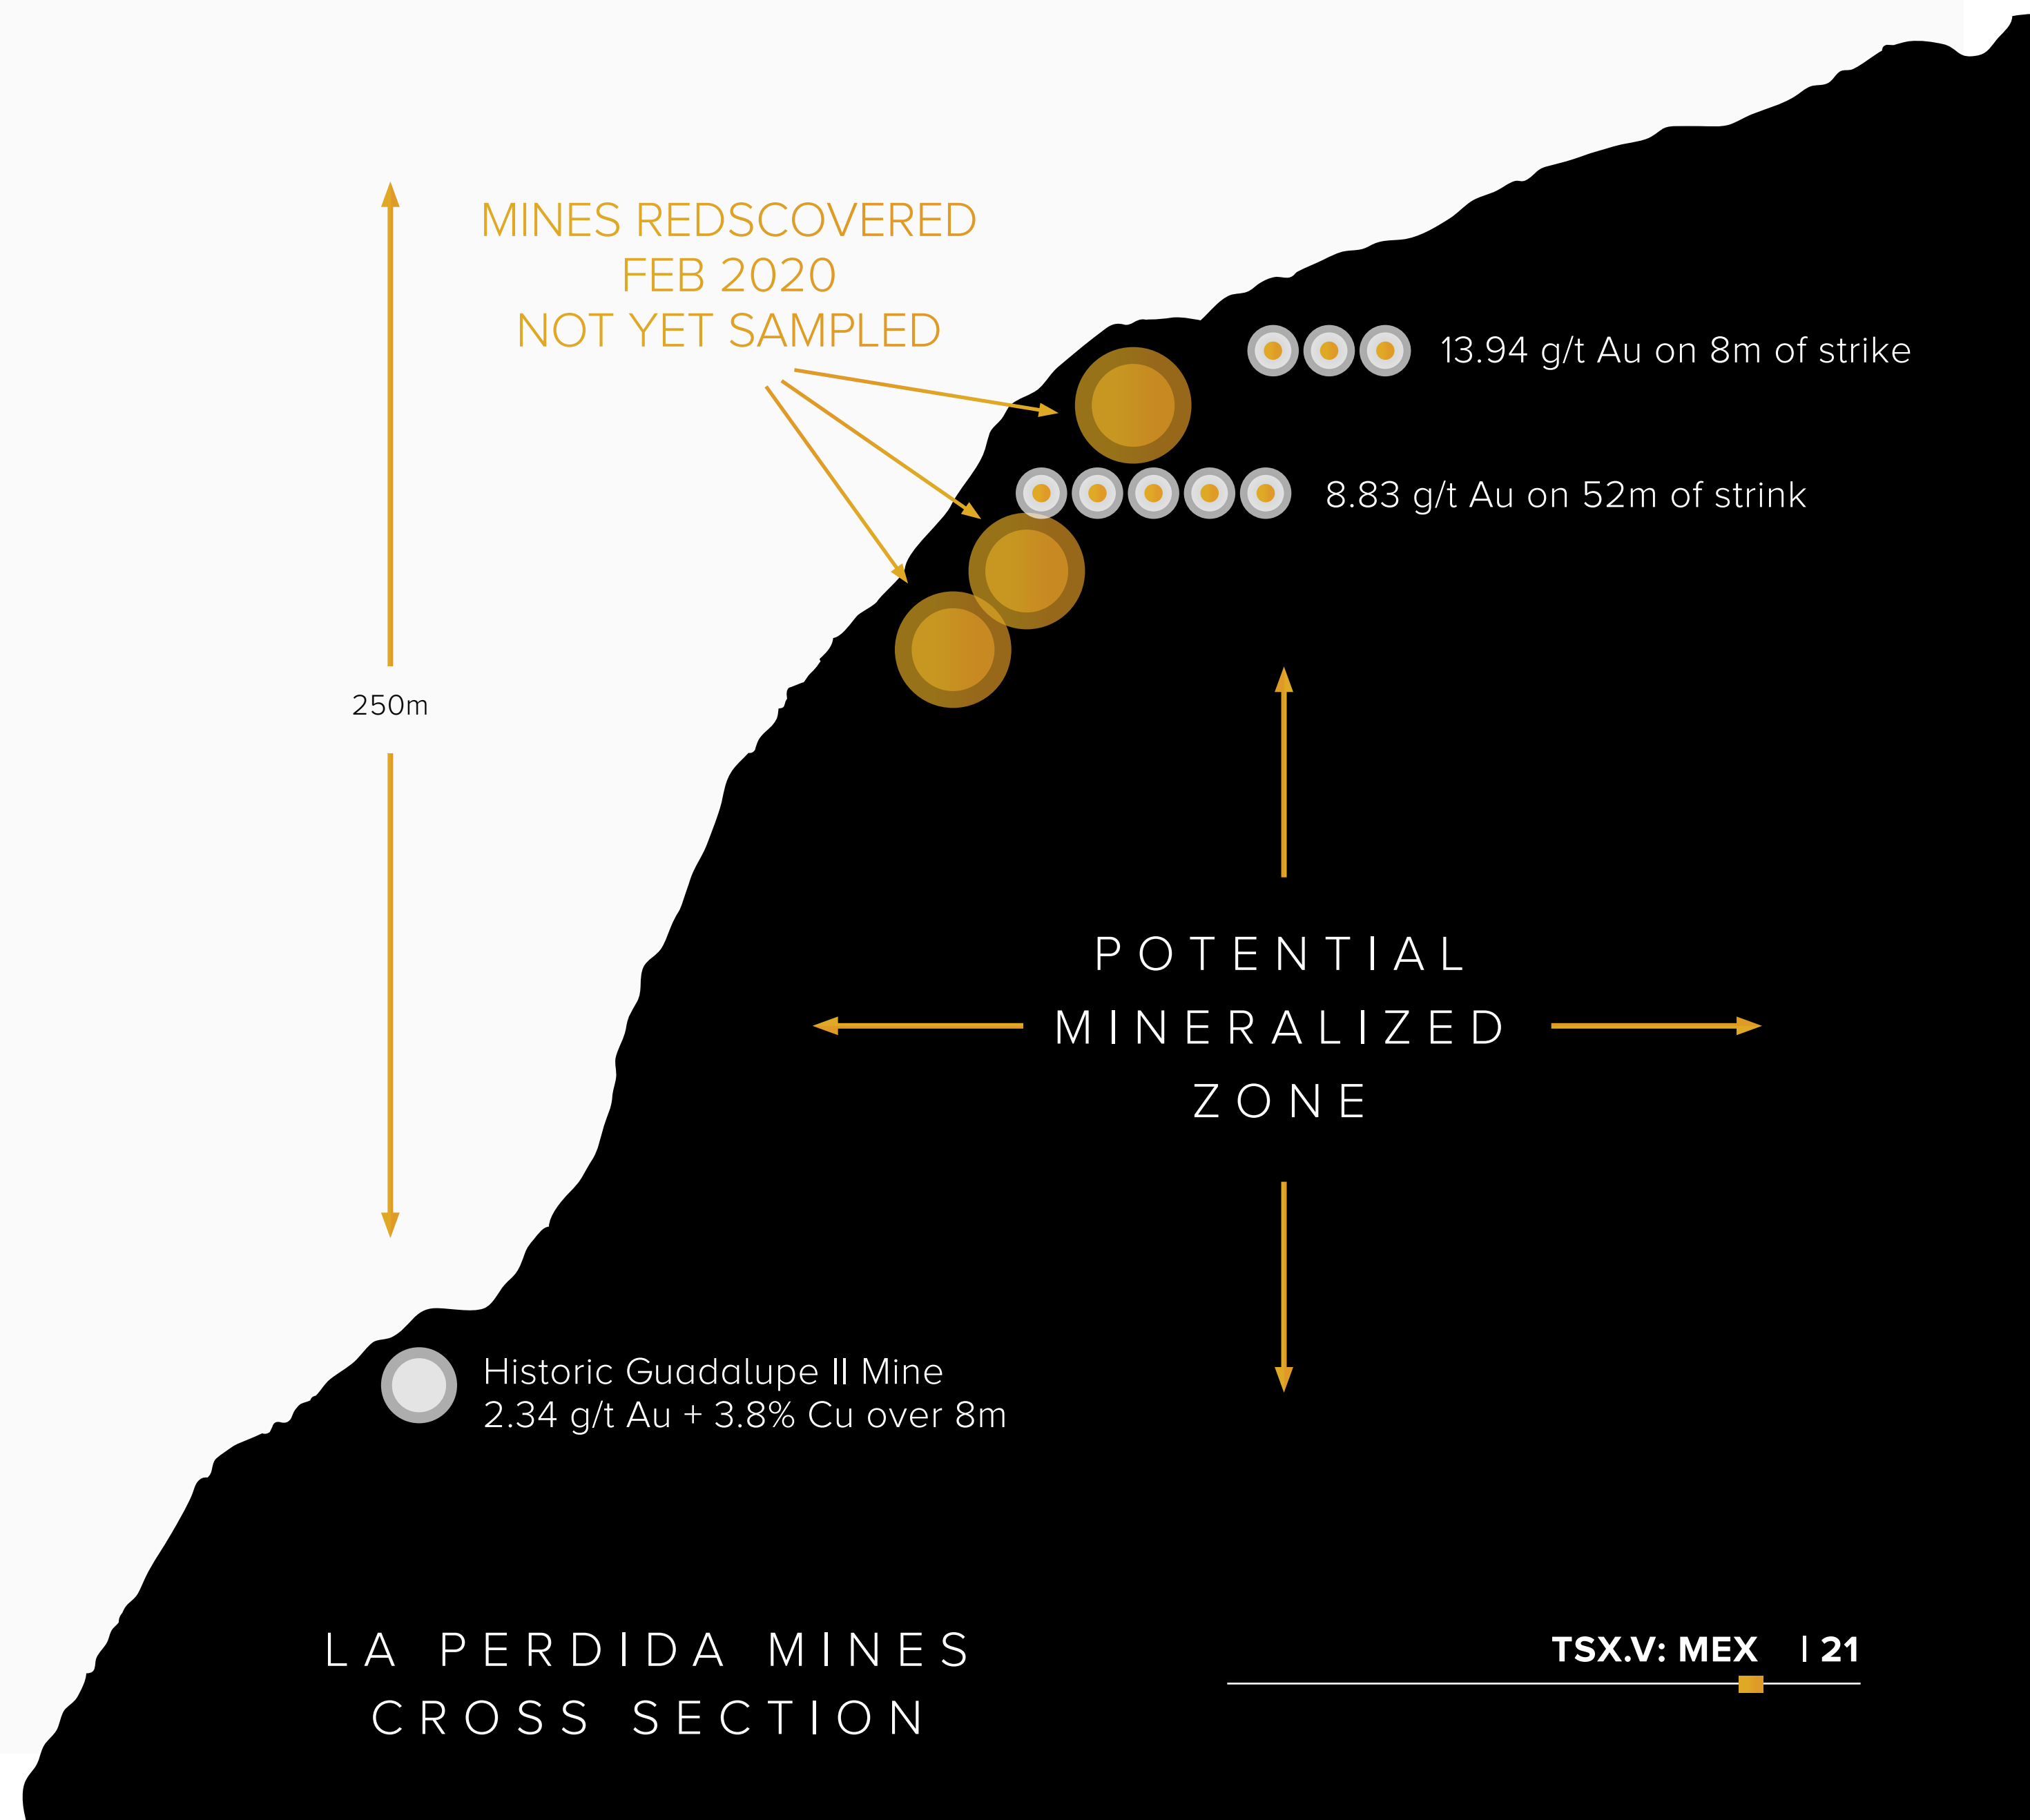 MINES REDSCOVERED
FEB 2020
NOT YET SAMPLED
13.94 g/t Au on 8m of strike
8.83 g/t Au on 52m of strink
250m
POTENTIAL
MINERALIZED
ZONE
Historic Guadalupe II Mine
2.34 g/t Au + 3.8% Cu over 8m
LA PERDIDA MINES
CROSS SECTION
TSX.V: MEX | 21